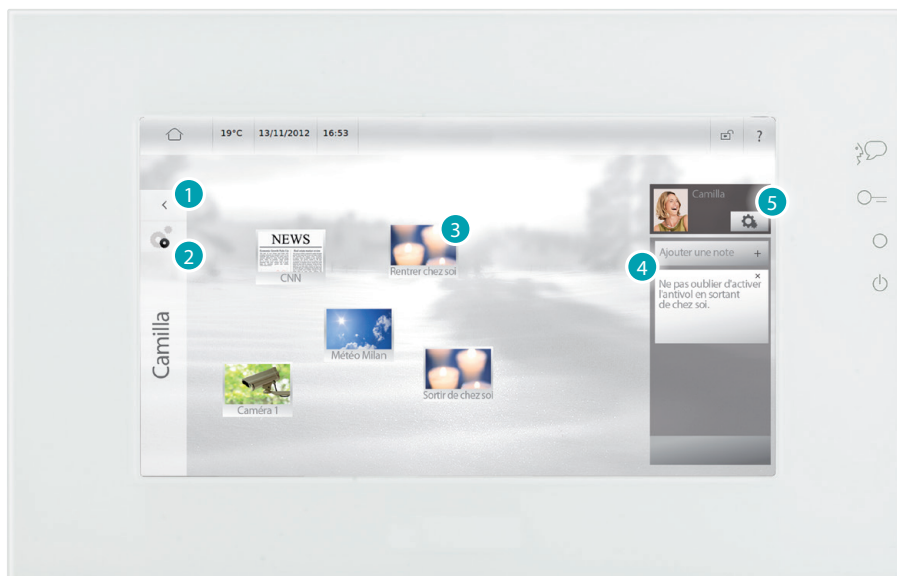 19°C 13/11/2012 16:53 ?
1
2
Camilla
NEWS
CNN
3
Rentrer chez soi
Météo Milan
Sortir de chez soi
Caméra 1
Camilla
5
4
Ajouter une note +
×
Ne pas oublier d'activer
l'antivol en sortant
de chez soi.